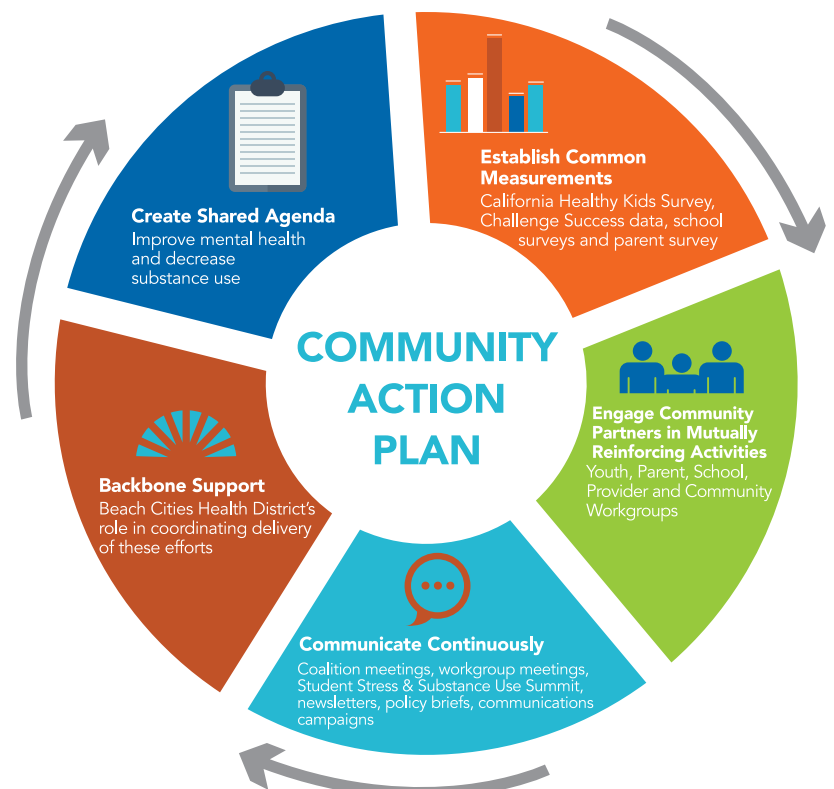 Create Shared Agenda
Improve mental health
and decrease
substance use
Establish Common
Measurements
California Healthy Kids Survey,
Challenge Success data, school
surveys and parent survey
COMMUNITY
ACTION
PLAN
Engage Community
Partners in Mutually
Reinforcing Activities
Youth, Parent, School,
Provider and Community
Workgroups
Communicate Continuously
Coalition meetings, workgroup meetings,
Student Stress & Substance Use Summit,
newsletters, policy briefs, communications
campaigns
Backbone Support
Beach Cities Health District's
role in coordinating delivery
of these efforts